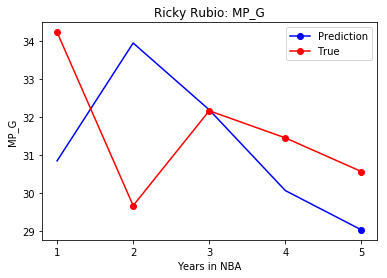 Ricky Rubio: MP_G
Prediction
True
34
33
32
31
30
29
MP_G
1 2 3 4 5
Years in NBA